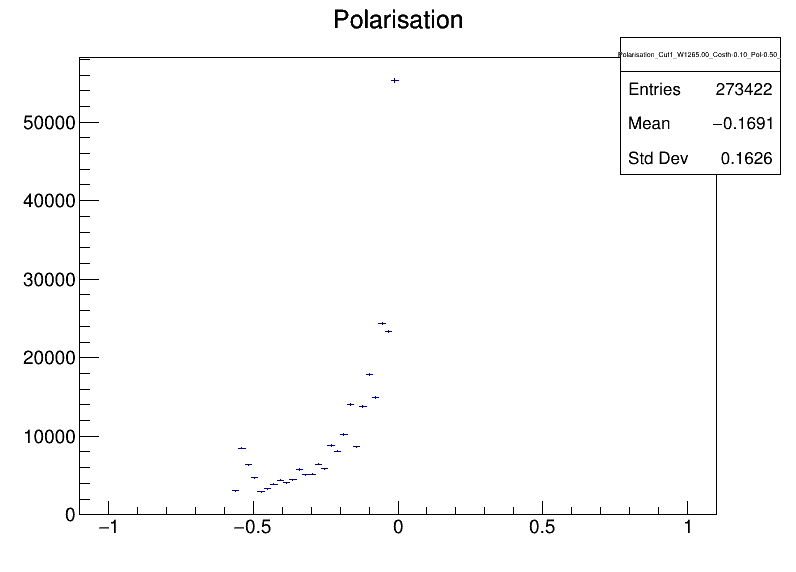 Polarisation
Polarisation_Cut1_W1265.00_Costh-0.10_Pol-0.50_
Entries 273422
Mean −0.1691
Std Dev 0.1626
50000
40000
30000
20000
10000
0
−1 −0.5 0 0.5 1